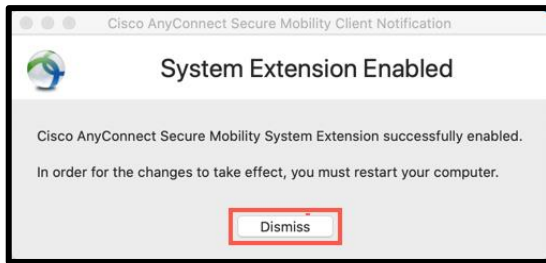 Cisco AnyConnect Secure Mobility Client Notification
System Extension Enabled
Cisco AnyConnect Secure Mobility System Extension successfully enabled.
In order for the changes to take effect, you must restart your computer.
Dismiss